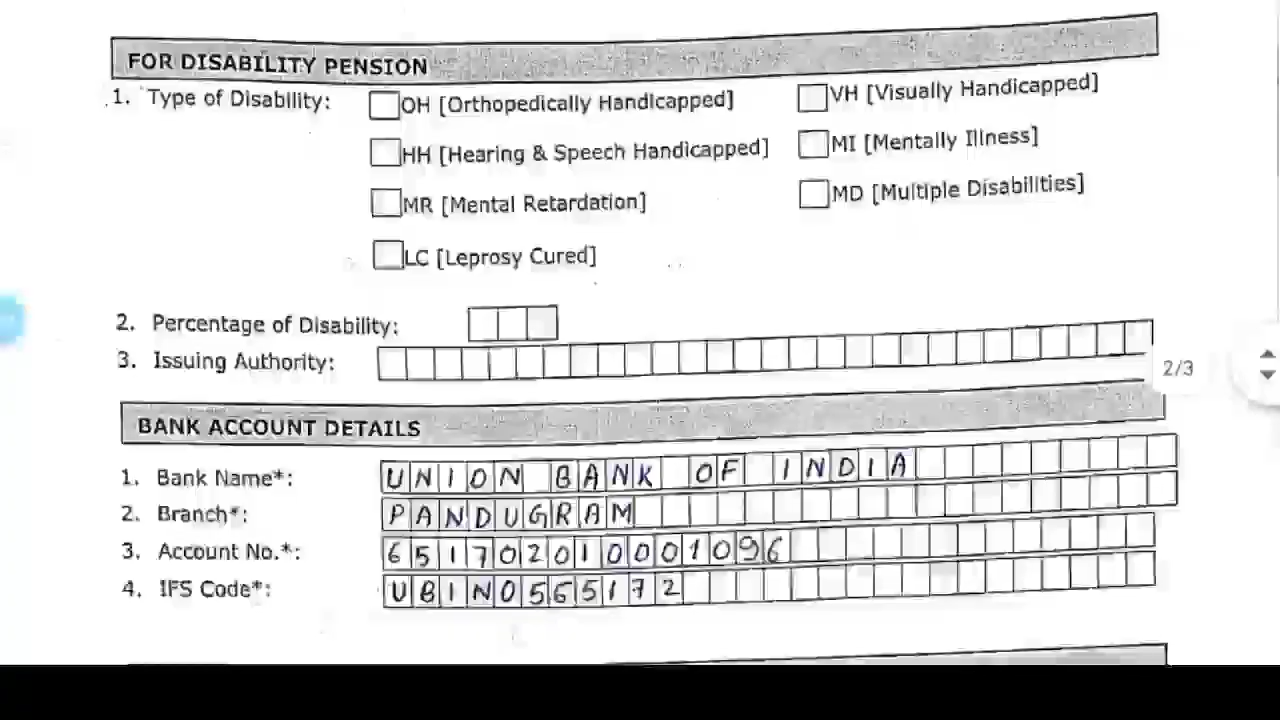 FOR DISABILITY PENSION
1. Type of Disability: OH [Orthopedically Handicapped] VH [Visually Handicapped]
HH [Hearing & Speech Handicapped] MI [Mentally Illness]
MR [Mental Retardation] MD [Multiple Disabilities]
LC [Leprosy Cured]
2. Percentage of Disability:
3. Issuing Authority:
2/3
BANK ACCOUNT DETAILS
1. Bank Name*: UNION BANK OF INDIA
2. Branch*: PANDUGRAM
3. Account No.*: 651702010001096
4. IFS Code*: UBIN0565172